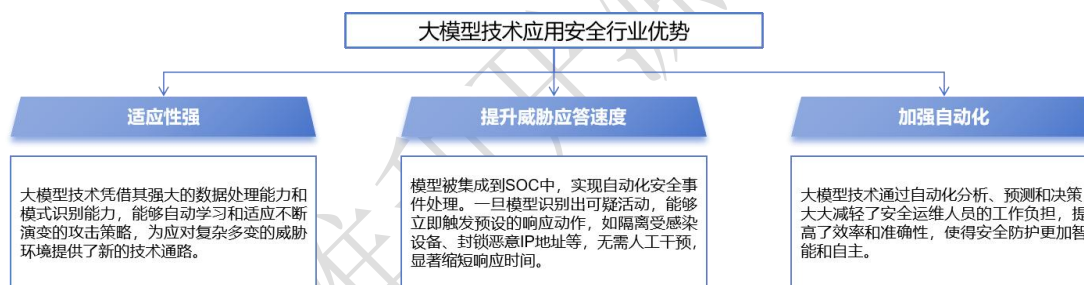 大模型技术应用安全行业优势
适应性强
大模型技术凭借其强大的数据处理能力和
模式识别能力，能够自动学习和适应不断
演变的攻击策略，为应对复杂多变的威胁
环境提供了新的技术通路。
提升威胁应答速度
模型被集成到SOC中，实现自动化安全事
件处理。一旦模型识别出可疑活动，能够
立即触发预设的响应动作，如隔离受感染
设备、封锁恶意IP地址等，无需人工干预，
显著缩短响应时间。
加强自动化
大模型技术通过自动化分析、预测和决策
大大减轻了安全运维人员的工作负担，提
高了效率和准确性，使得安全防护更加智
能和自主。